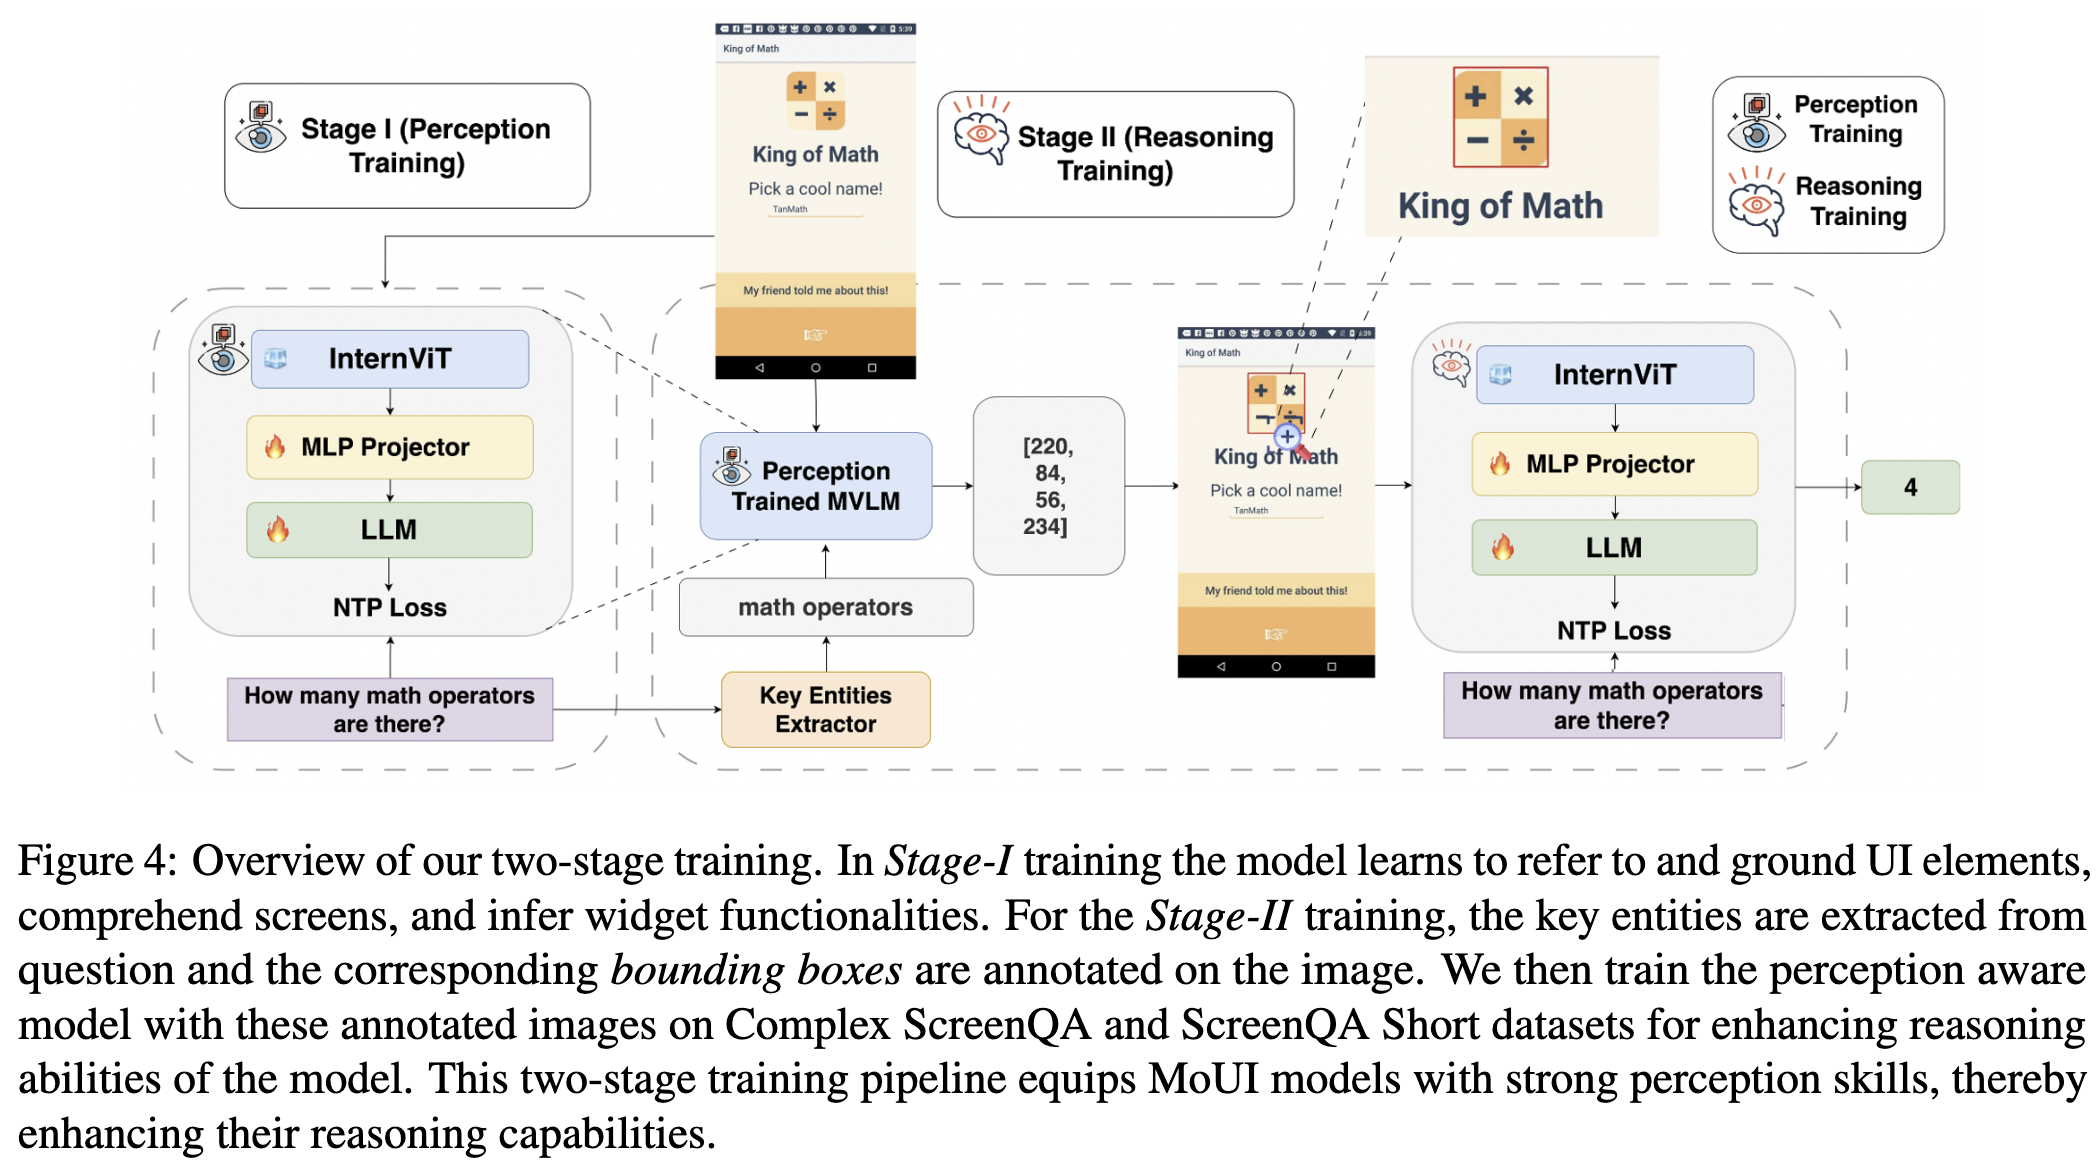 Stage I (Perception
Training)
5:39
King of Math
King of Math
Pick a cool name!
TanMath
My friend told me about this!
Stage II (Reasoning
Training)
King of Math
Perception
Training
Reasoning
Training
InternViT
MLP Projector
LLM
NTP Loss
How many math operators
are there?
Perception
Trained MVLM
math operators
Key Entities
Extractor
[220,
84,
56,
234]
King of Math
King of Math
Pick a cool name!
TanMath
My friend told me about this!
InternViT
MLP Projector
LLM
NTP Loss
How many math operators
are there?
4
Figure 4: Overview of our two-stage training. In Stage-I training the model learns to refer to and ground UI elements,
comprehend screens, and infer widget functionalities. For the Stage-II training, the key entities are extracted from
question and the corresponding bounding boxes are annotated on the image. We then train the perception aware
model with these annotated images on Complex ScreenQA and ScreenQA Short datasets for enhancing reasoning
abilities of the model. This two-stage training pipeline equips MoUI models with strong perception skills, thereby
enhancing their reasoning capabilities.